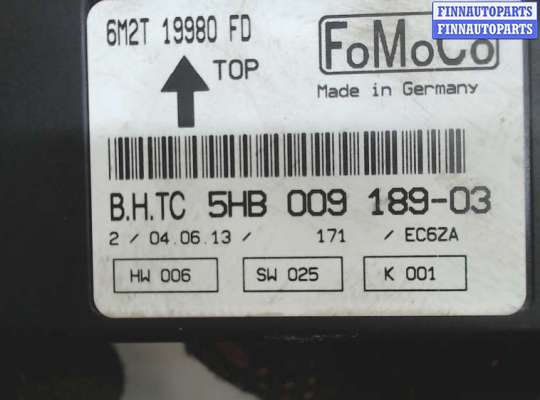 FINNAUTOPARTS
FINNAUTOPARTS
6M2T 19980 FD
FoMoCo
TOP
Made in Germany
B.H.TC 5HB 009 189-03
2 / 04.06.13 / 171 / EC6ZA
HW 006 SW 025 K 001